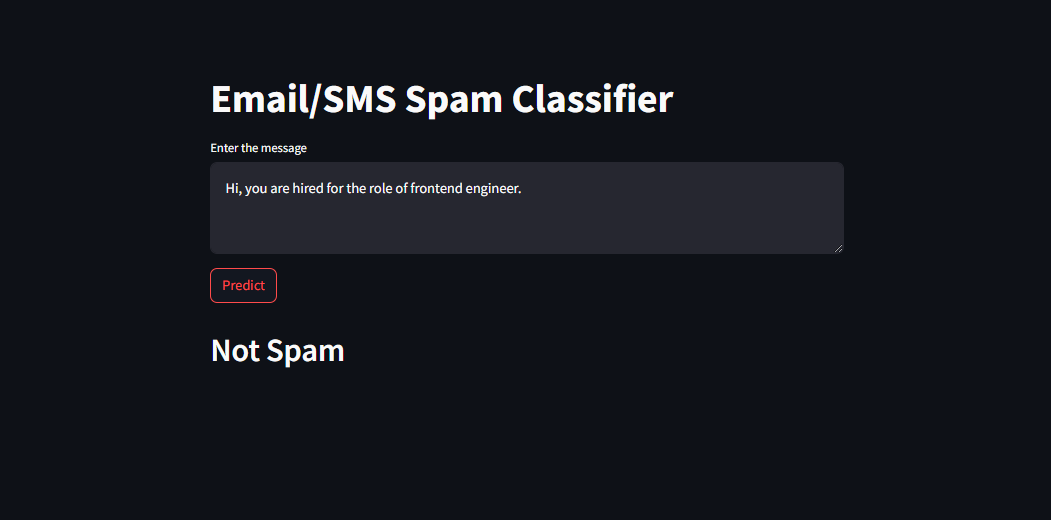 Email/SMS Spam Classifier
Enter the message
Hi, you are hired for the role of frontend engineer.
Predict
Not Spam